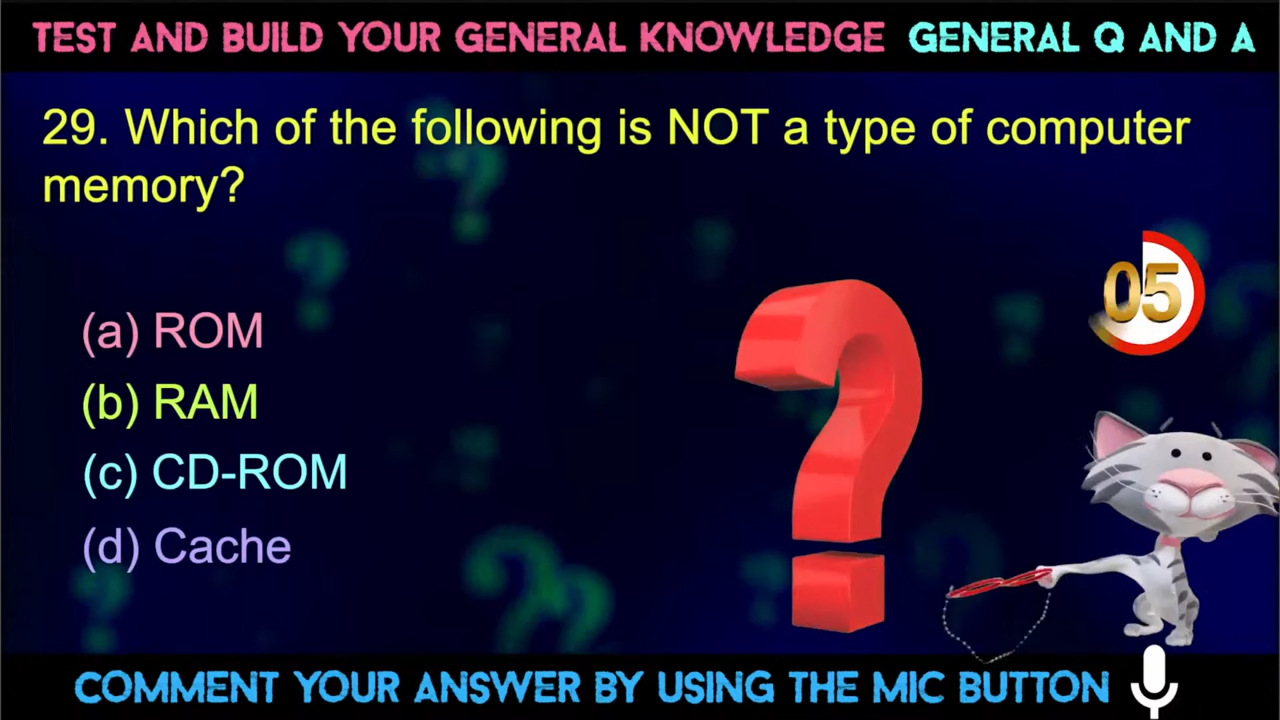 TEST AND BUILD YOUR GENERAL KNOWLEDGE GENERAL Q AND A
29. Which of the following is NOT a type of computer
memory?
05
(a) ROM
(b) RAM
(c) CD-ROM
(d) Cache
COMMENT YOUR ANSWER BY USING THE MIC BUTTON